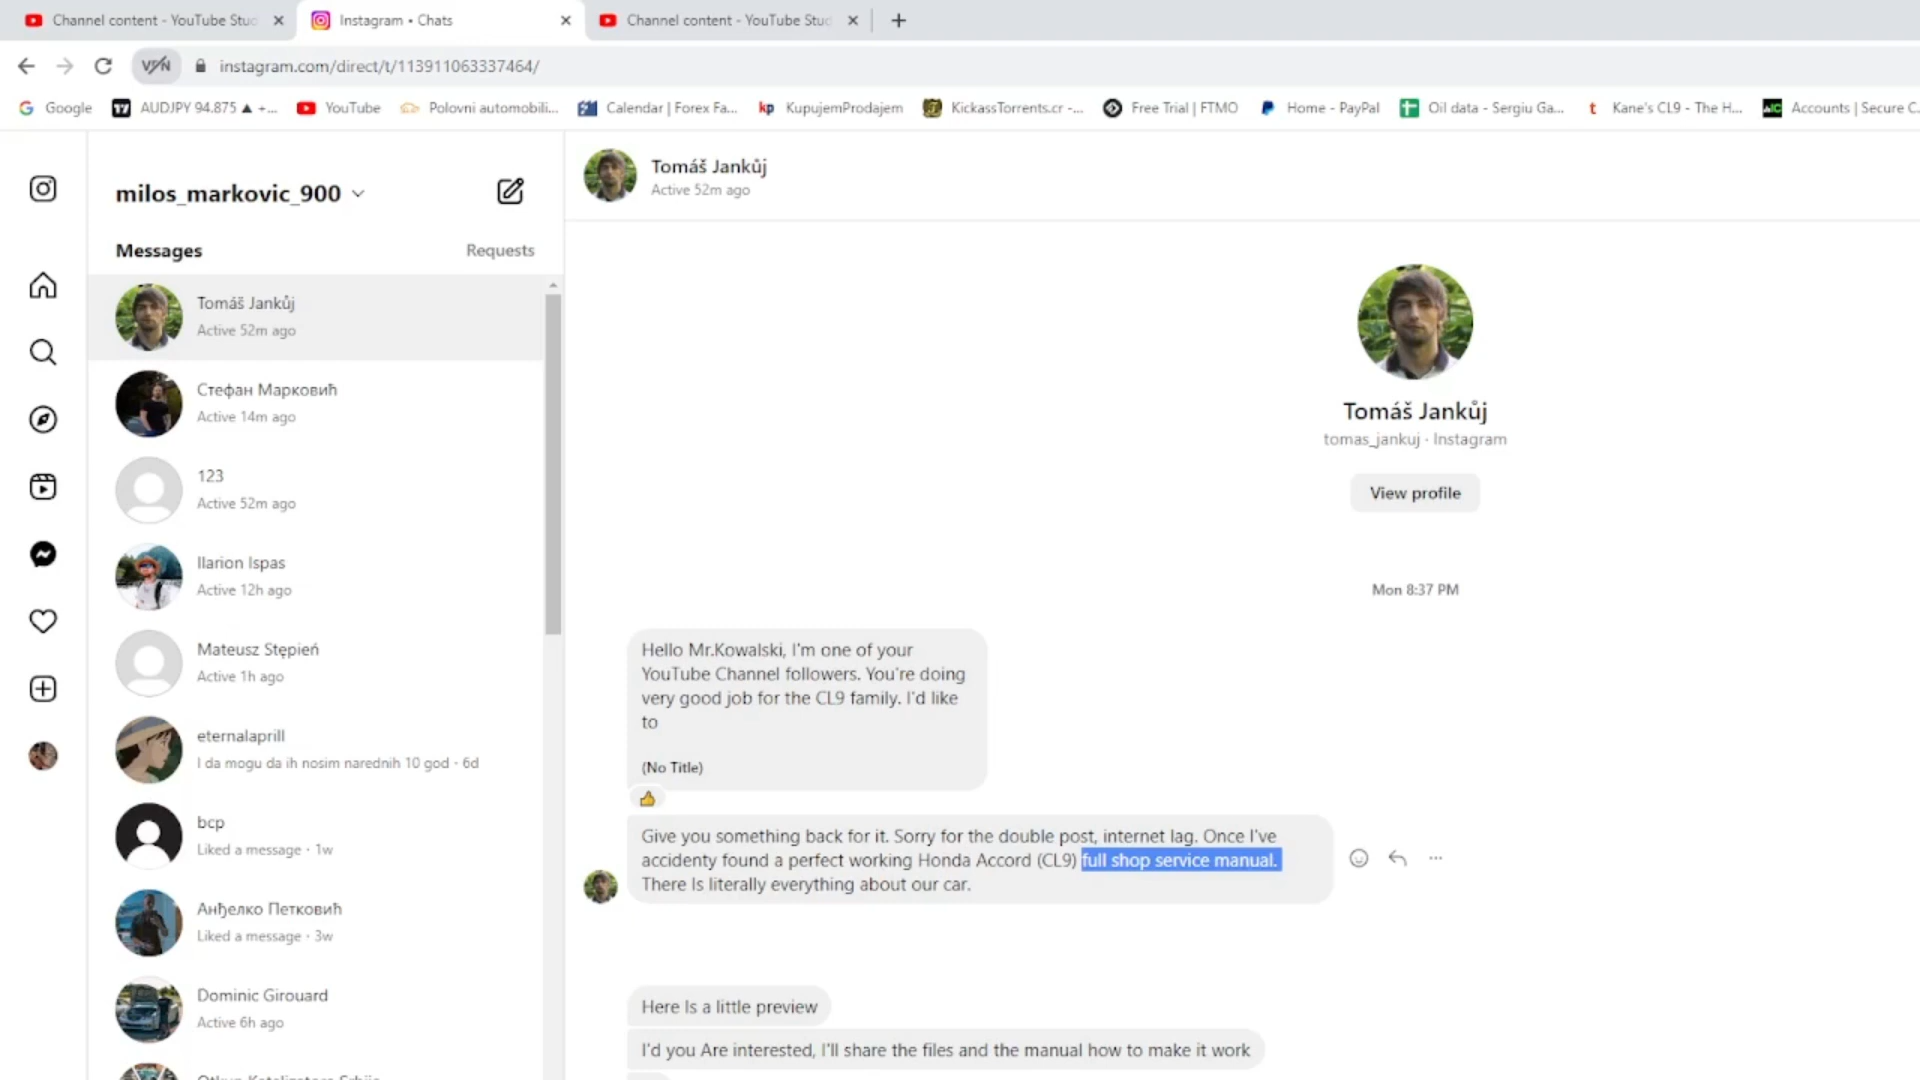 Channel content - YouTube Stud
Instagram • Chats
Channel content - YouTube Stud
VPN
instagram.com/direct/t/113911063337464/
Google
AUDJPY 94.875 ▲ +...
YouTube
Polovni automobili...
Calendar | Forex Fa...
kp KupujemProdajem
KickassTorrents.cr -...
Free Trial | FTMO
Home - PayPal
Oil data - Sergiu Ga...
t Kane's CL9 - The H...
Accounts | Secure C
milos_markovic_900
Messages
Requests
Tomáš Jankůj
Active 52m ago
Стефан Марковић
Active 14m ago
123
Active 52m ago
Ilarion Ispas
Active 12h ago
Mateusz Stępień
Active 1h ago
eternalaprill
I da mogu da ih nosim narednih 10 god · 6d
bcp
Liked a message · 1w
Анђелко Петковић
Liked a message · 3w
Dominic Girouard
Active 6h ago
Tomáš Jankůj
Active 52m ago
Tomáš Jankůj
tomas_jankuj · Instagram
View profile
Mon 8:37 PM
Hello Mr.Kowalski, I'm one of your
YouTube Channel followers. You're doing
very good job for the CL9 family. I'd like
to
(No Title)
Give you something back for it. Sorry for the double post, internet lag. Once I've
accidenty found a perfect working Honda Accord (CL9) full shop service manual.
There Is literally everything about our car.
Here Is a little preview
I'd you Are interested, I'll share the files and the manual how to make it work